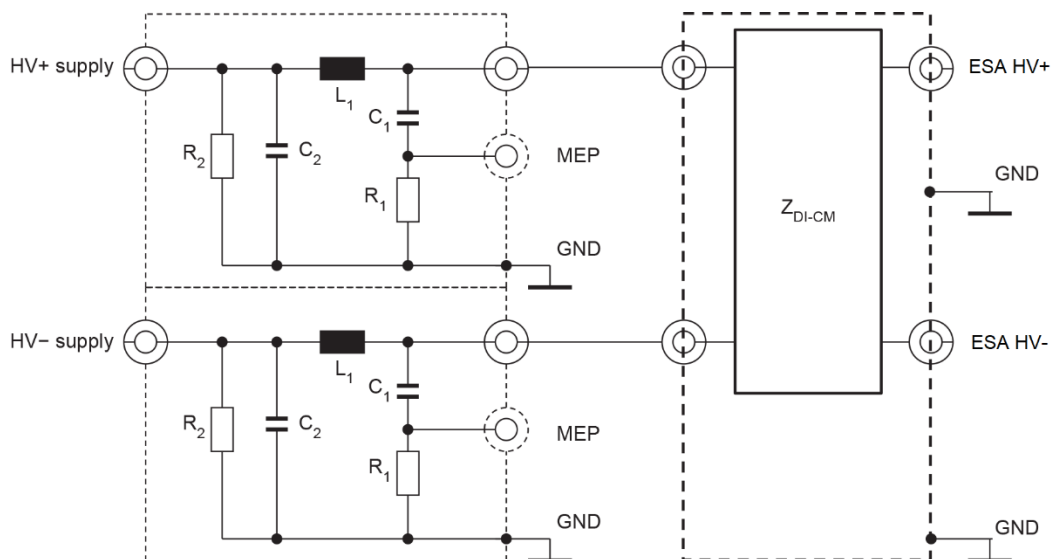 HV+ supply
L1
C1
R2
C2
MEP
R1
GND
ZDI-CM
ESA HV+
GND
HV− supply
L1
C1
R2
C2
MEP
R1
GND
ESA HV-
GND